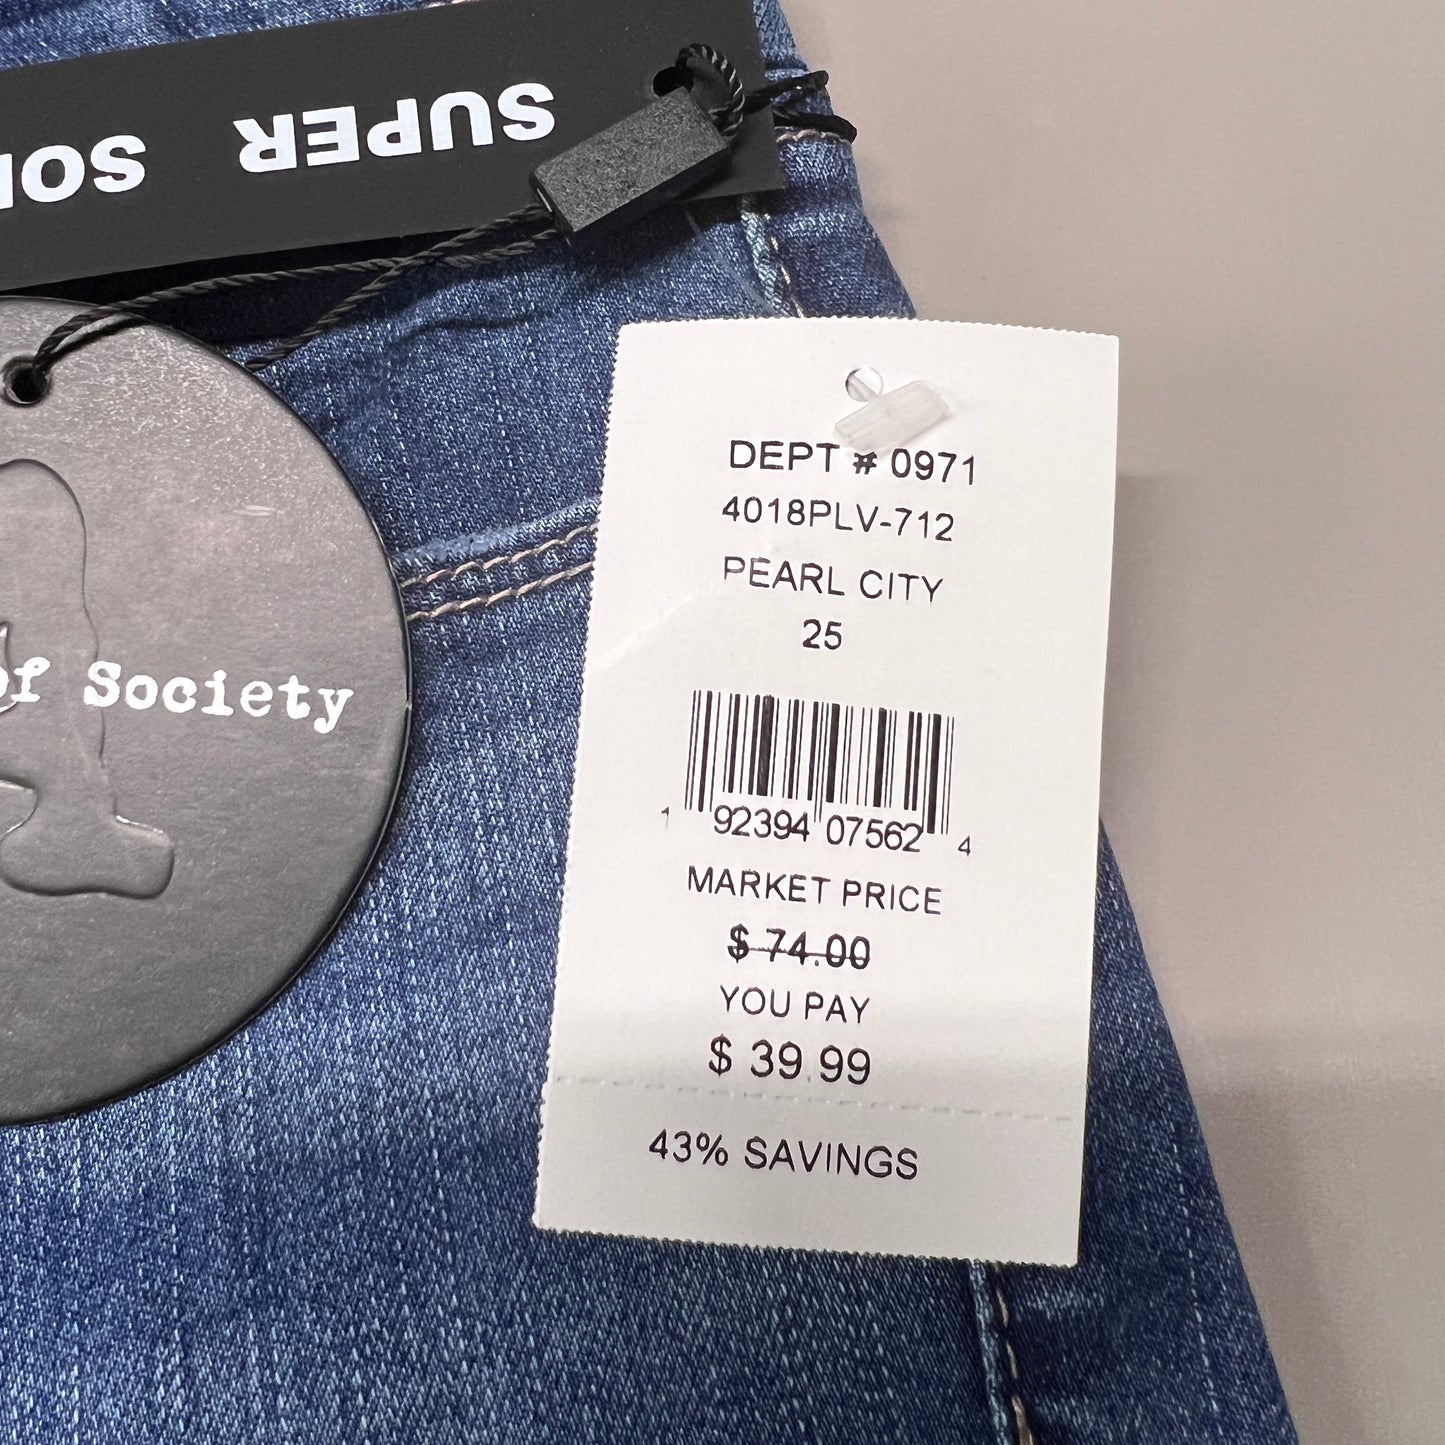 SUPER
of Society
DEPT # 0971
4018PLV-712
PEARL CITY
25
1 92394 07562 4
MARKET PRICE
$ 74.00
YOU PAY
$ 39.99
43% SAVINGS